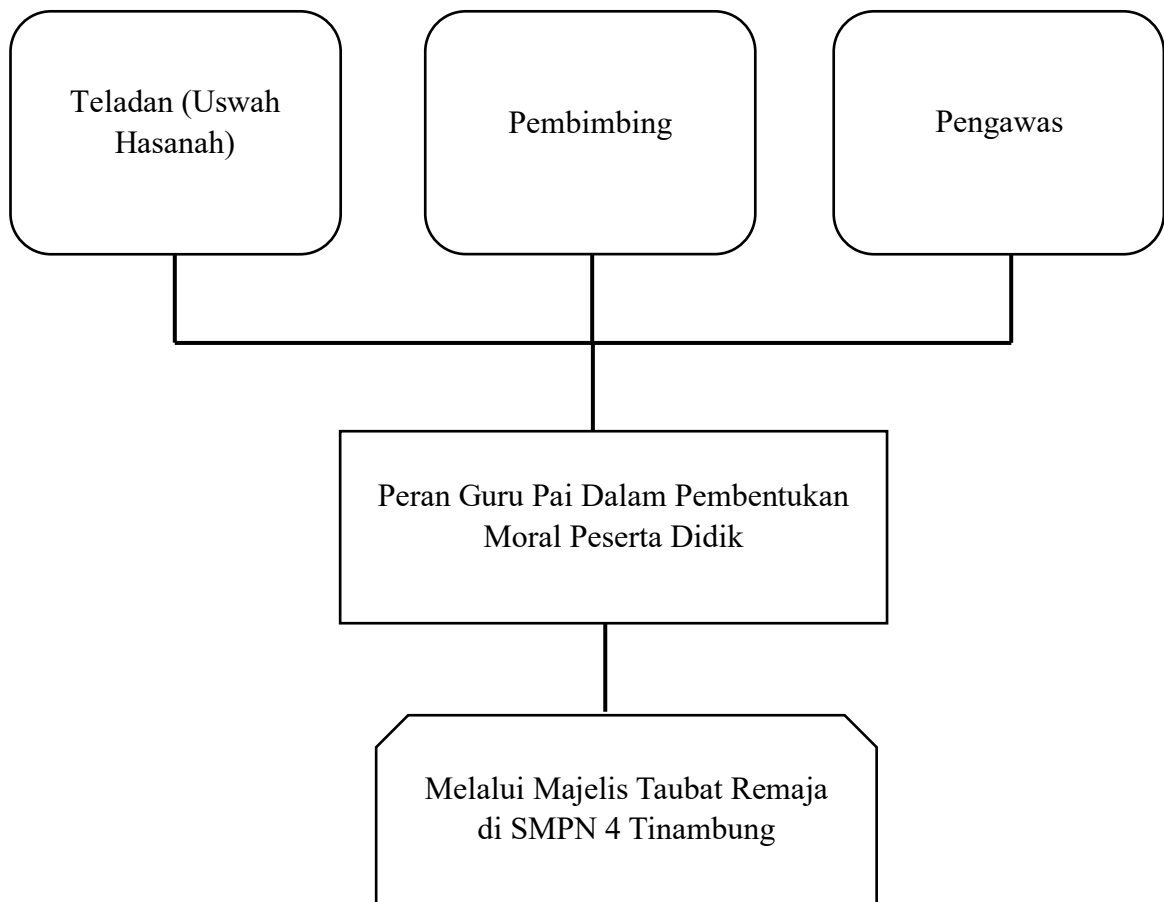 Teladan (Uswah
Hasanah)
Pembimbing
Pengawas
Peran Guru Pai Dalam Pembentukan
Moral Peserta Didik
Melalui Majelis Taubat Remaja
di SMPN 4 Tinambung